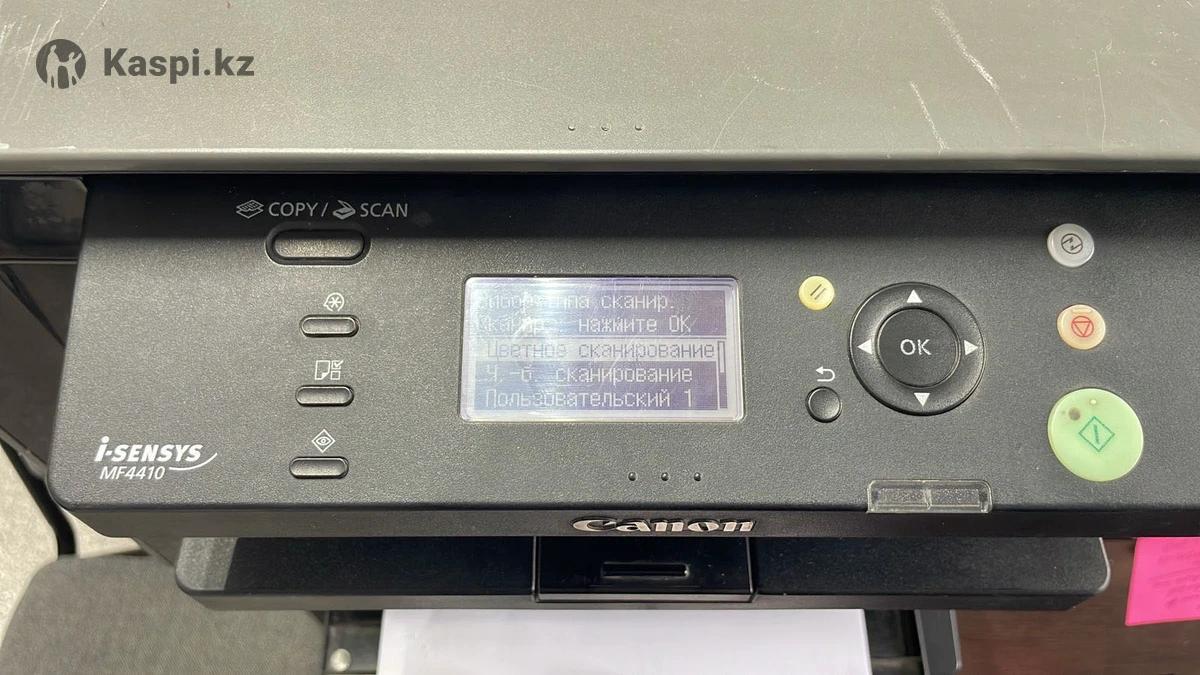 Kaspi.kz
COPY / SCAN
Выбор типа сканир.
Сканир.: нажмите OK
Цветное сканирование
Ч.-б. сканирование
Пользовательский 1
OK
i-SENSYS
MF4410
Canon